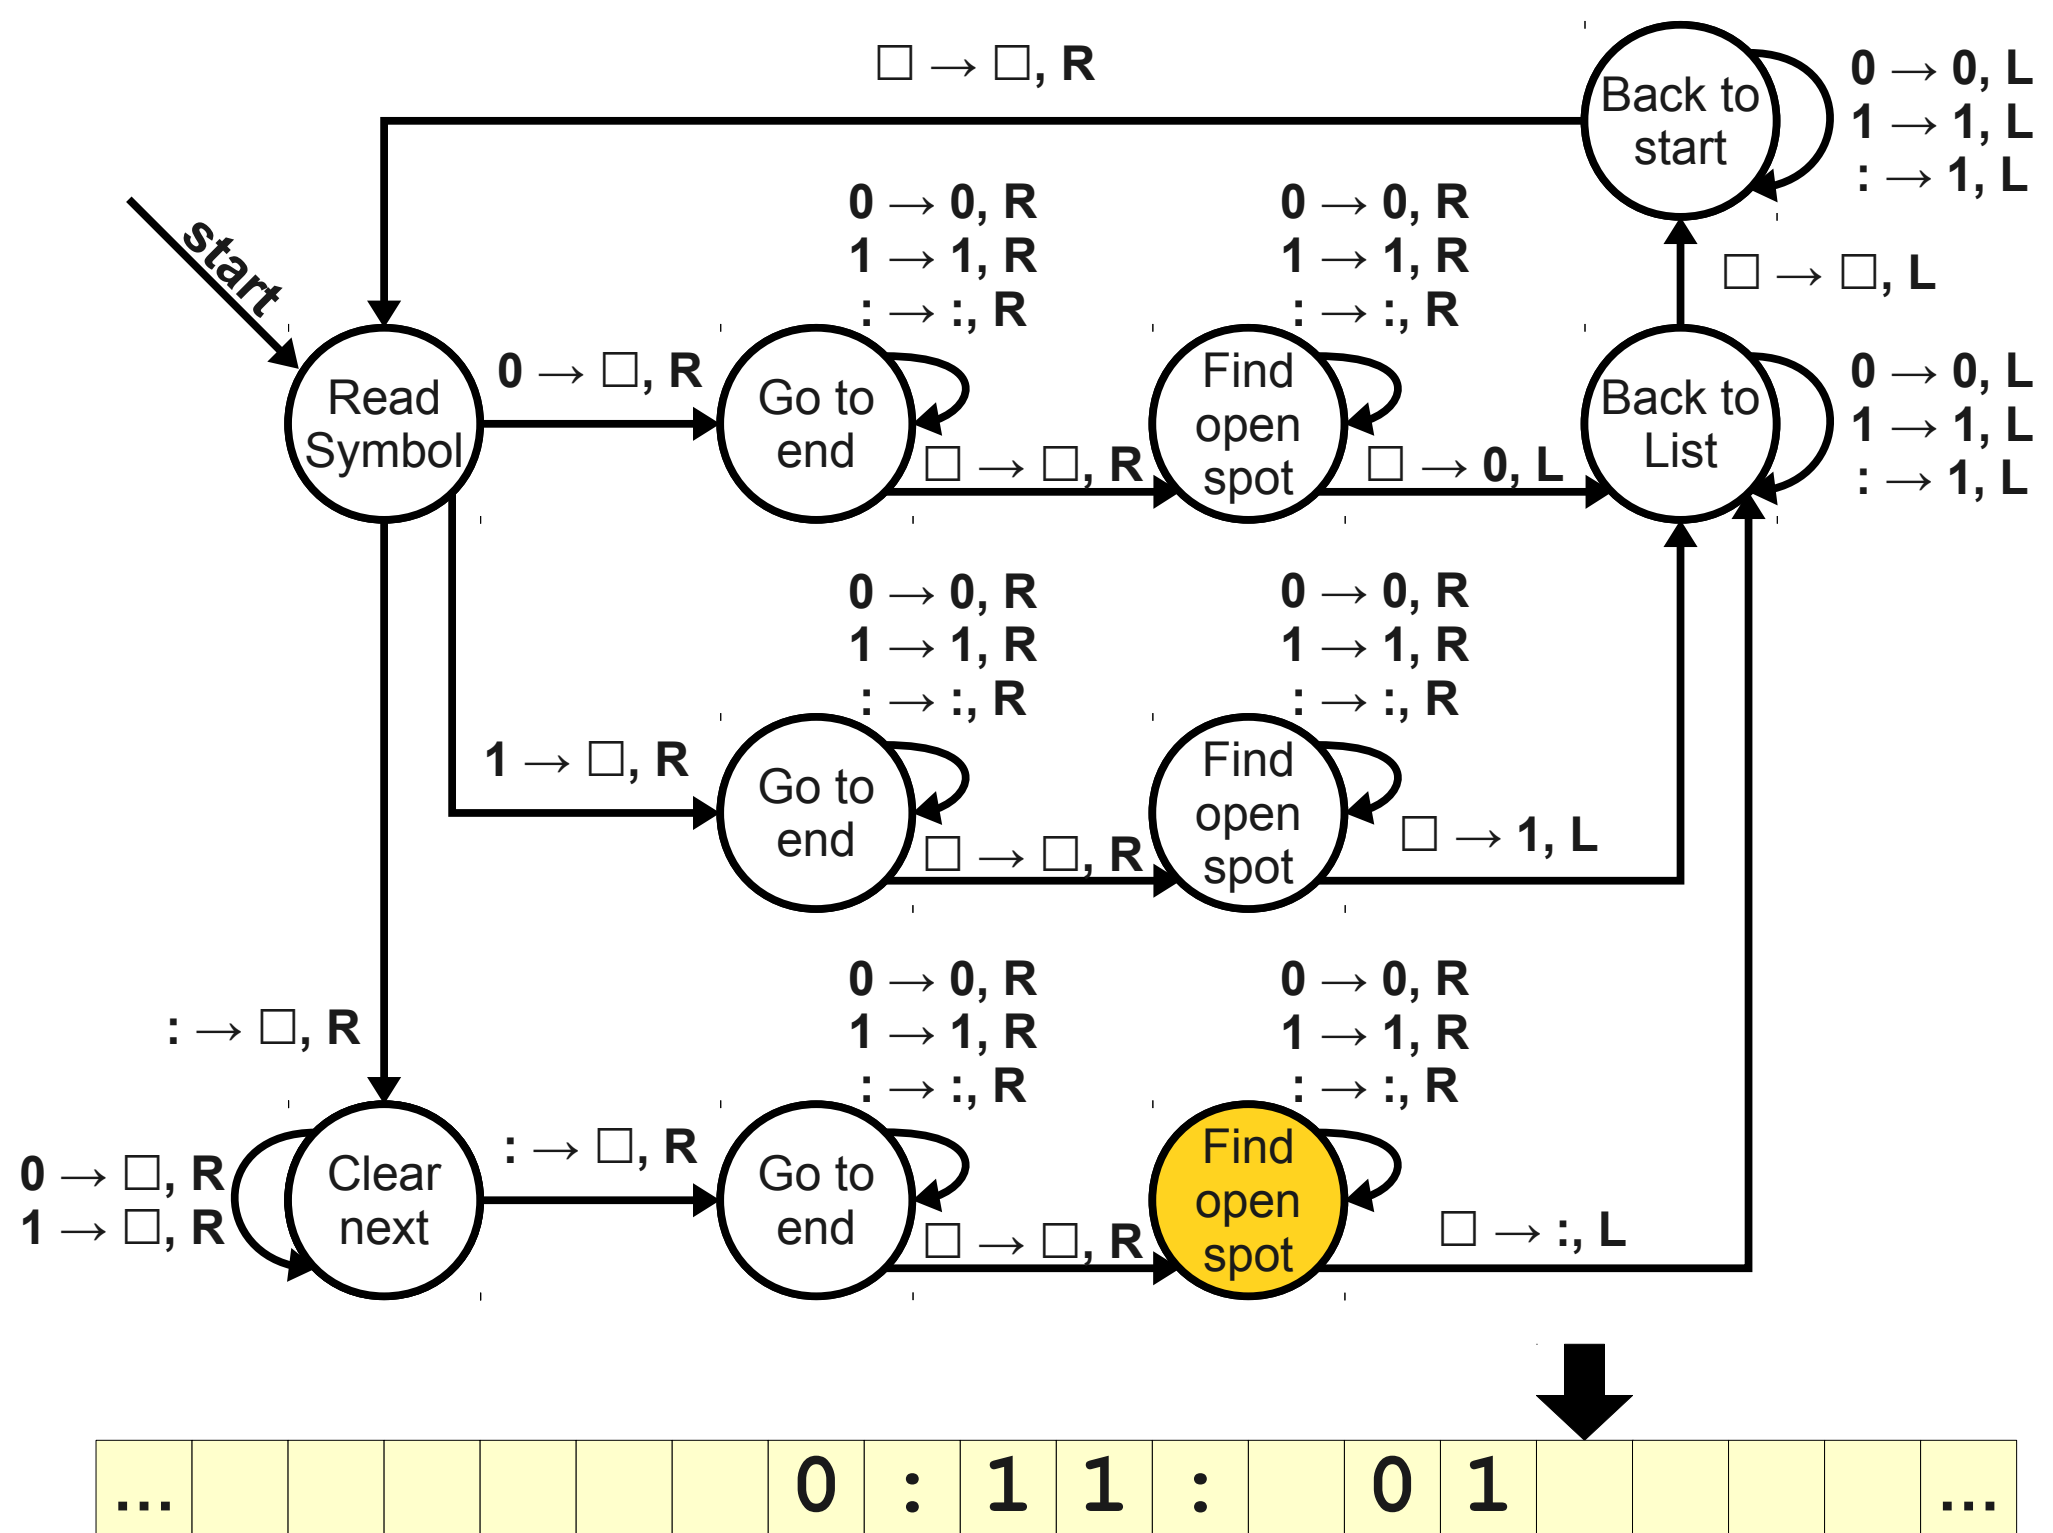 □ → □, R
Back to
start
0 → 0, L
1 → 1, L
: → 1, L
start
0 → 0, R
1 → 1, R
: → :, R
0 → 0, R
1 → 1, R
: → :, R
□ → □, L
Read
Symbol
0 → □, R
Go to
end
□ → □, R
Find
open
spot
□ → 0, L
Back to
List
0 → 0, L
1 → 1, L
: → 1, L
0 → 0, R
1 → 1, R
: → :, R
0 → 0, R
1 → 1, R
: → :, R
1 → □, R
Go to
end
□ → □, R
Find
open
spot
□ → 1, L
0 → 0, R
1 → 1, R
: → :, R
0 → 0, R
1 → 1, R
: → :, R
: → □, R
0 → □, R
1 → □, R
Clear
next
: → □, R
Go to
end
□ → □, R
Find
open
spot
□ → :, L
... 0 : 1 1 : 0 1 ...